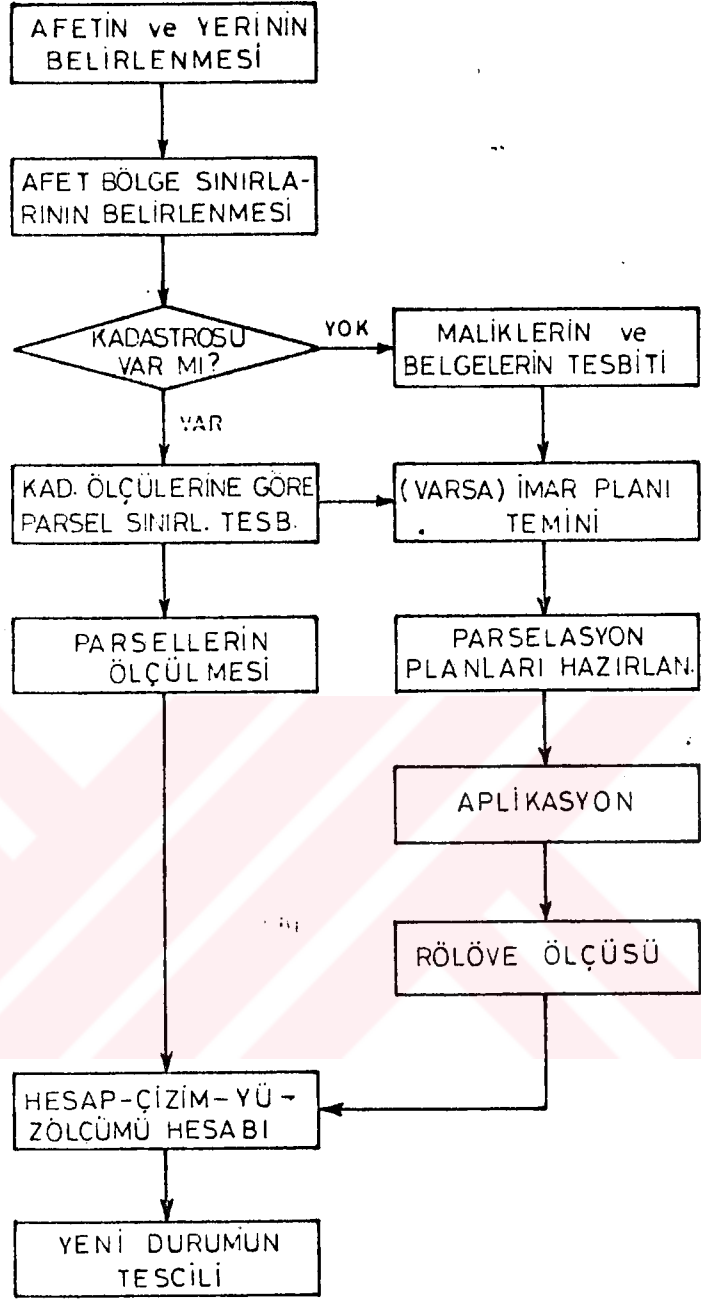 AFETİN ve YERİNİN
BELİRLENMESİ
AFET BÖLGE SINIRLA-
RININ BELİRLENMESİ
KADASTROSU
VAR MI?
YOK
MALİKLERİN ve
BELGELERİN TESBİTİ
VAR
KAD. ÖLÇÜLERİNE GÖRE
PARSEL SINIRL. TESB.
(VARSA) İMAR PLANI
TEMİNİ
PARSELLERİN
ÖLÇÜLMESİ
PARSELASYON
PLANLARI HAZIRLAN.
APLİKASYON
RÖLÖVE ÖLÇÜSÜ
HESAP-ÇİZİM-YÜ-
ZÖLÇÜMÜ HESABI
YENİ DURUMUN
TESCİLİ